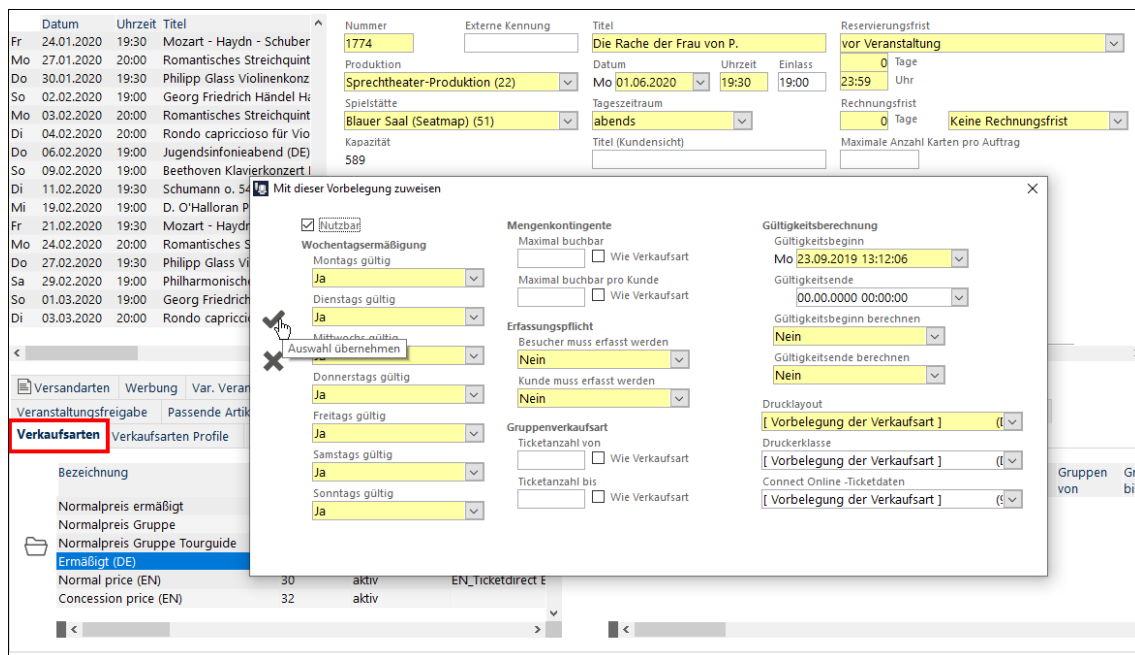 Datum Uhrzeit Titel
Fr 24.01.2020 19:30 Mozart - Haydn - Schuber
Mo 27.01.2020 20:00 Romantisches Streichquint
Do 30.01.2020 19:30 Philipp Glass Violinenkonz
So 02.02.2020 19:00 Georg Friedrich Händel Ha
Mo 03.02.2020 20:00 Romantisches Streichquint
Di 04.02.2020 20:00 Rondo capriccioso für Vio
Do 06.02.2020 19:00 Jugendsinfonieabend (DE)
So 09.02.2020 19:00 Beethoven Klavierkonzert
Di 11.02.2020 19:30 Schumann o. 54
Mi 19.02.2020 19:00 D. O'Halloran P
Fr 21.02.2020 19:30 Mozart - Haydr
Mo 24.02.2020 20:00 Romantisches S
Do 27.02.2020 19:30 Philipp Glass Vi
Sa 29.02.2020 19:00 Philharmonische
So 01.03.2020 19:00 Georg Friedrich
Di 03.03.2020 20:00 Rondo capricci
Nummer Externe Kennung Titel Reservierungsfrist
1774 Die Rache der Frau von P. vor Veranstaltung
Produktion Datum Uhrzeit Einlass 0 Tage
Sprechtheater-Produktion (22) Mo 01.06.2020 19:30 19:00 23:59 Uhr
Spielstätte Tageszeitraum Rechnungsfrist
Blauer Saal (Seatmap) (51) abends 0 Tage Keine Rechnungsfrist
Kapazität Titel (Kundensicht) Maximale Anzahl Karten pro Auftrag
589
Mit dieser Vorbelegung zuweisen
Nutzbar
Wochentagsermäßigung
Montags gültig
Ja
Dienstags gültig
Ja
Mittwochs gültig
Auswahl übernehmen
Donnerstags gültig
Ja
Freitags gültig
Ja
Samstags gültig
Ja
Sonntags gültig
Ja
Mengenkontingente
Maximal buchbar
Wie Verkaufsart
Maximal buchbar pro Kunde
Wie Verkaufsart
Erfassungspflicht
Besucher muss erfasst werden
Nein
Kunde muss erfasst werden
Nein
Gruppenverkaufsart
Ticketanzahl von
Wie Verkaufsart
Ticketanzahl bis
Wie Verkaufsart
Gültigkeitsberechnung
Gültigkeitsbeginn
Mo 23.09.2019 13:12:06
Gültigkeitsende
00.00.0000 00:00:00
Gültigkeitsbeginn berechnen
Nein
Gültigkeitsende berechnen
Nein
Drucklayout
[ Vorbelegung der Verkaufsart ]
Druckerklasse
[ Vorbelegung der Verkaufsart ]
Connect Online -Ticketdaten
[ Vorbelegung der Verkaufsart ]
Versandarten Werbung Var. Veran
Veranstaltungsfreigabe Passende Artik
Verkaufsarten Verkaufsarten Profile
Bezeichnung
Normalpreis ermäßigt
Normalpreis Gruppe
Normalpreis Gruppe Tourguide
Ermäßigt (DE)
Normal price (EN) 30 aktiv EN_Ticketdirect E
Concession price (EN) 32 aktiv
Gruppen Gr
von bi